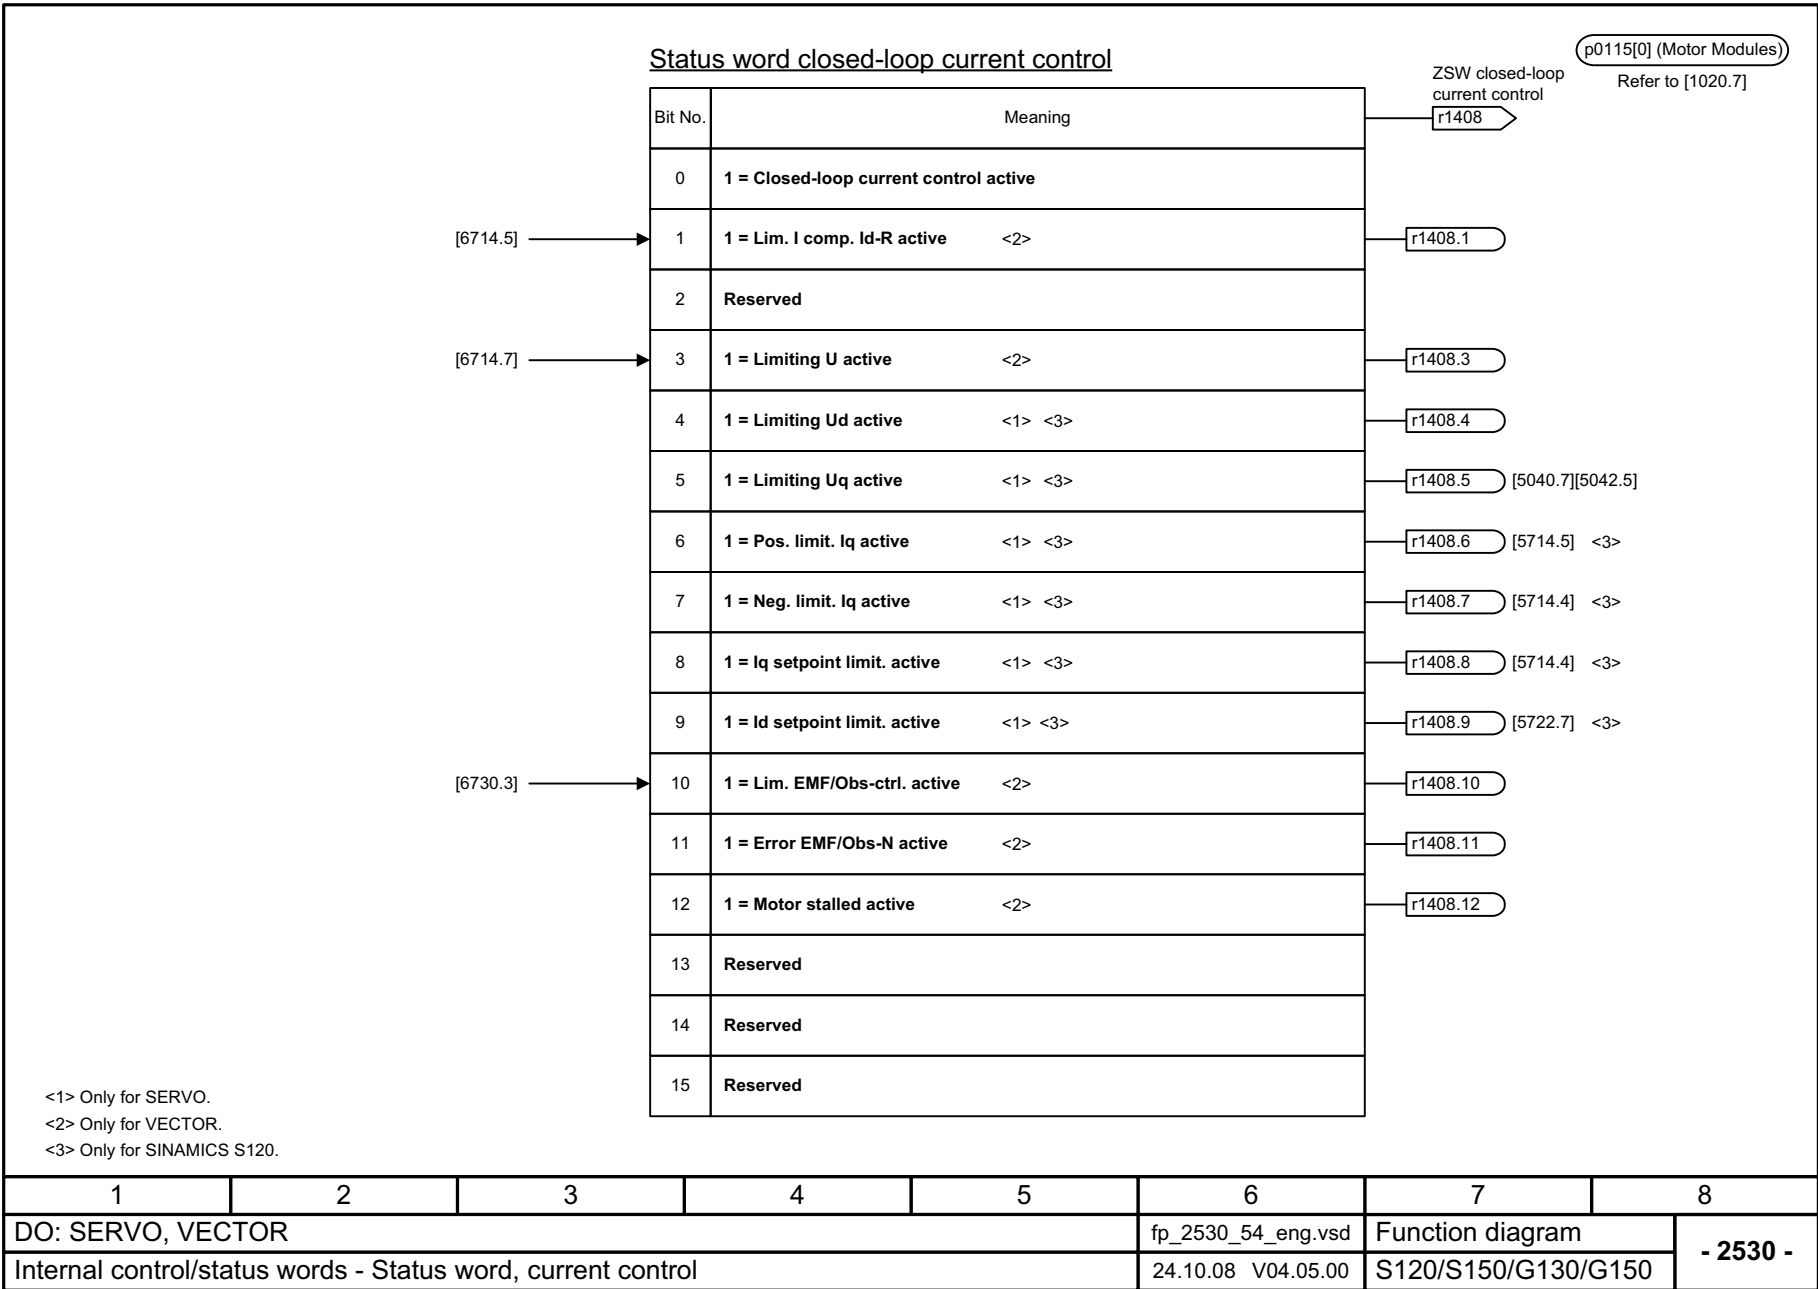 Status word closed-loop current control
p0115[0] (Motor Modules)
Refer to [1020.7]
ZSW closed-loop
current control
Bit No. Meaning r1408
0 1 = Closed-loop current control active
[6714.5] 1 1 = Lim. I comp. Id-R active <2> r1408.1
2 Reserved
[6714.7] 3 1 = Limiting U active <2> r1408.3
4 1 = Limiting Ud active <1> <3> r1408.4
5 1 = Limiting Uq active <1> <3> r1408.5 [5040.7][5042.5]
6 1 = Pos. limit. Iq active <1> <3> r1408.6 [5714.5] <3>
7 1 = Neg. limit. Iq active <1> <3> r1408.7 [5714.4] <3>
8 1 = Iq setpoint limit. active <1> <3> r1408.8 [5714.4] <3>
9 1 = Id setpoint limit. active <1> <3> r1408.9 [5722.7] <3>
[6730.3] 10 1 = Lim. EMF/Obs-ctrl. active <2> r1408.10
11 1 = Error EMF/Obs-N active <2> r1408.11
12 1 = Motor stalled active <2> r1408.12
13 Reserved
14 Reserved
15 Reserved
<1> Only for SERVO.
<2> Only for VECTOR.
<3> Only for SINAMICS S120.
1 2 3 4 5 6 7 8
DO: SERVO, VECTOR fp_2530_54_eng.vsd Function diagram - 2530 -
Internal control/status words - Status word, current control 24.10.08 V04.05.00 S120/S150/G130/G150